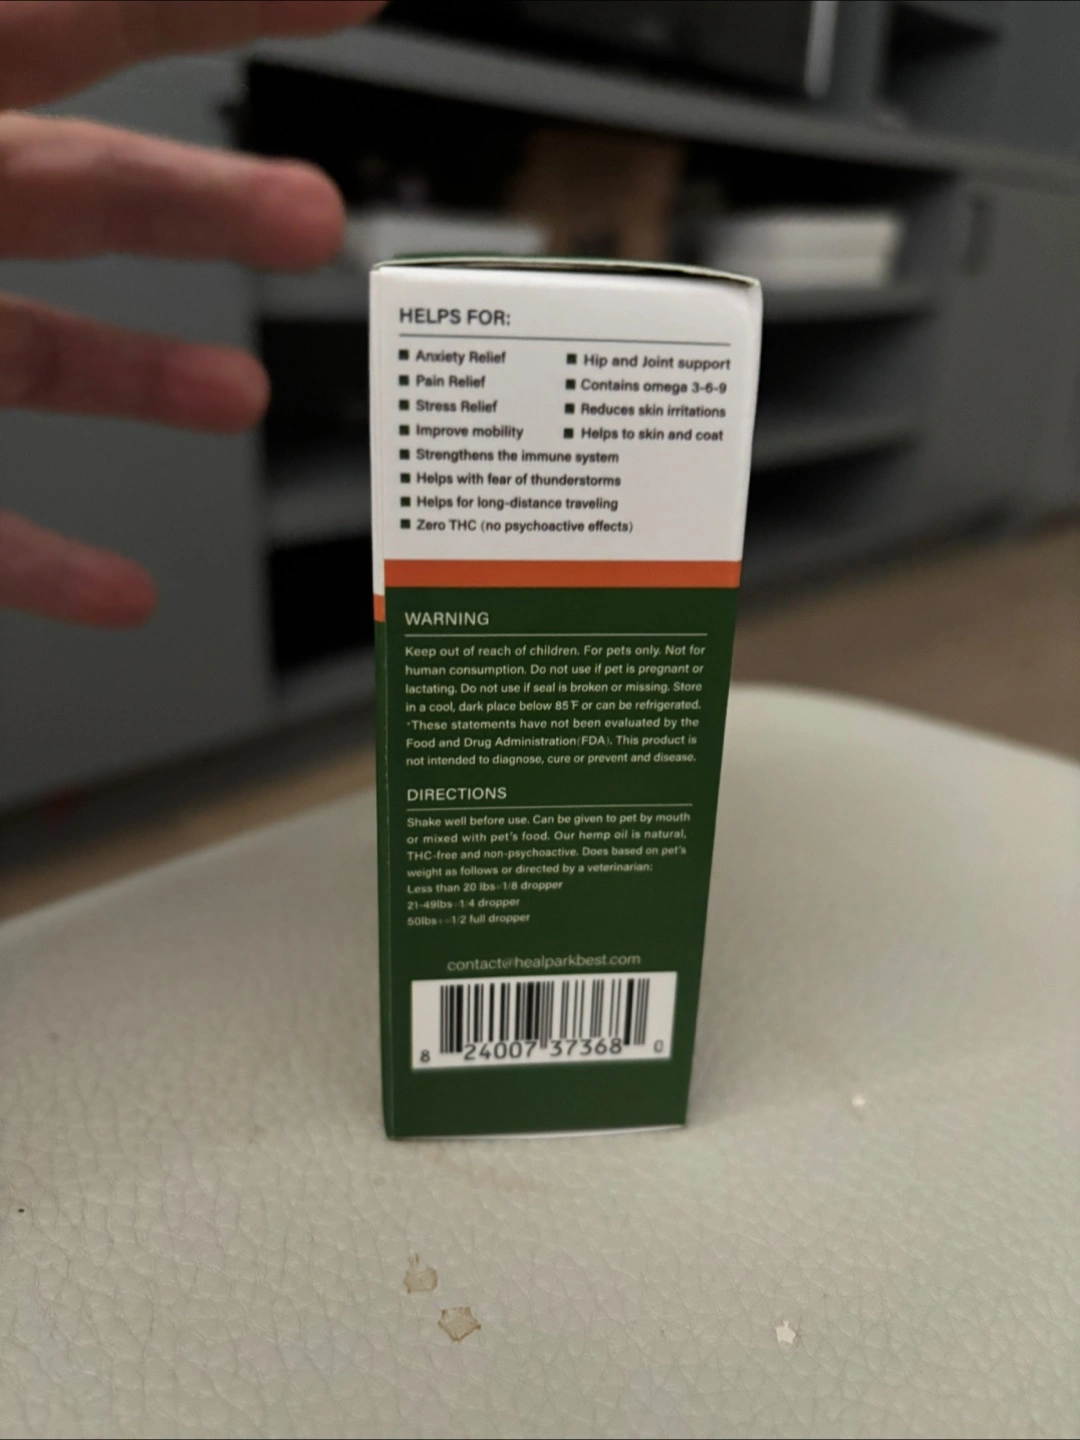 HELPS FOR:
Anxiety Relief
Pain Relief
Stress Relief
Improve mobility
Strengthens the immune system
Helps with fear of thunderstorms
Helps for long-distance traveling
Zero THC (no psychoactive effects)
Hip and Joint support
Contains omega 3-6-9
Reduces skin irritations
Helps to skin and coat
WARNING
Keep out of reach of children. For pets only. Not for
human consumption. Do not use if pet is pregnant or
lactating. Do not use if seal is broken or missing. Store
in a cool, dark place below 85°F or can be refrigerated.
*These statements have not been evaluated by the
Food and Drug Administration(FDA). This product is
not intended to diagnose, cure or prevent and disease.
DIRECTIONS
Shake well before use. Can be given to pet by mouth
or mixed with pet's food. Our hemp oil is natural,
THC-free and non-psychoactive. Does based on pet's
weight as follows or directed by a veterinarian:
Less than 20 lbs-1/8 dropper
21-49lbs-1/4 dropper
50lbs+-1/2 full dropper
contact@healparkbest.com
8 24007 37368 0